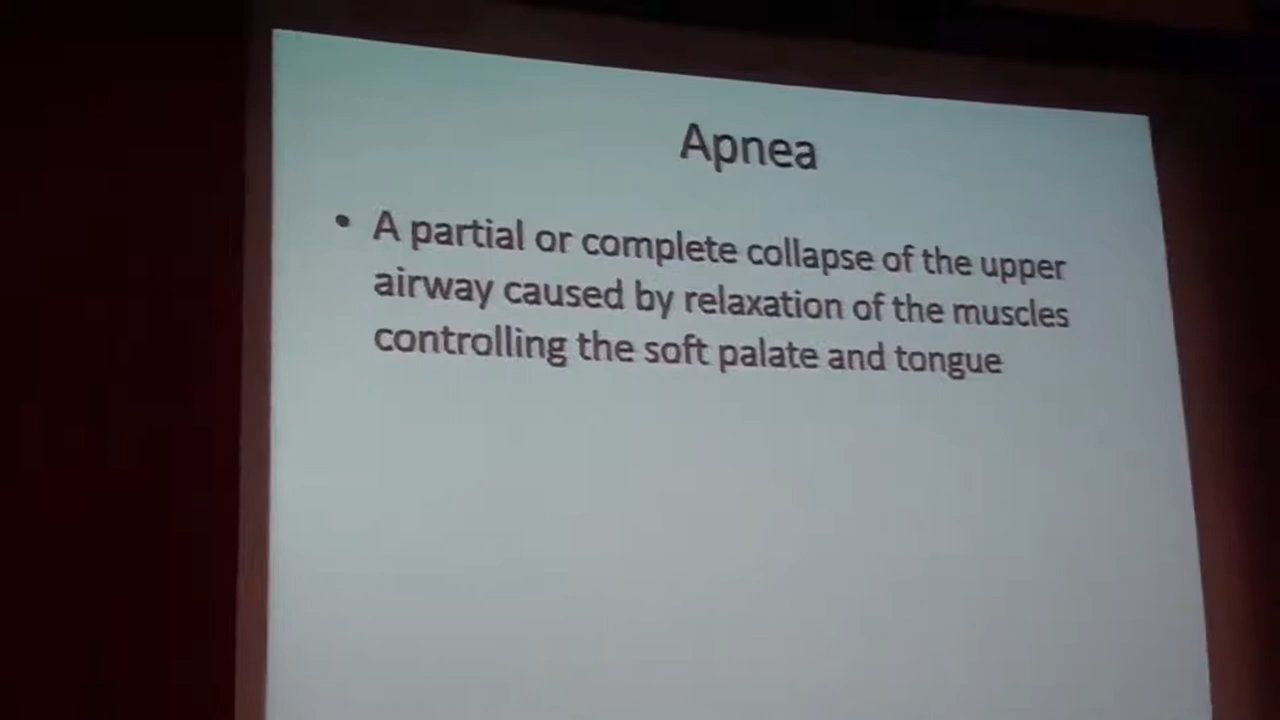 Apnea
• A partial or complete collapse of the upper
airway caused by relaxation of the muscles
controlling the soft palate and tongue